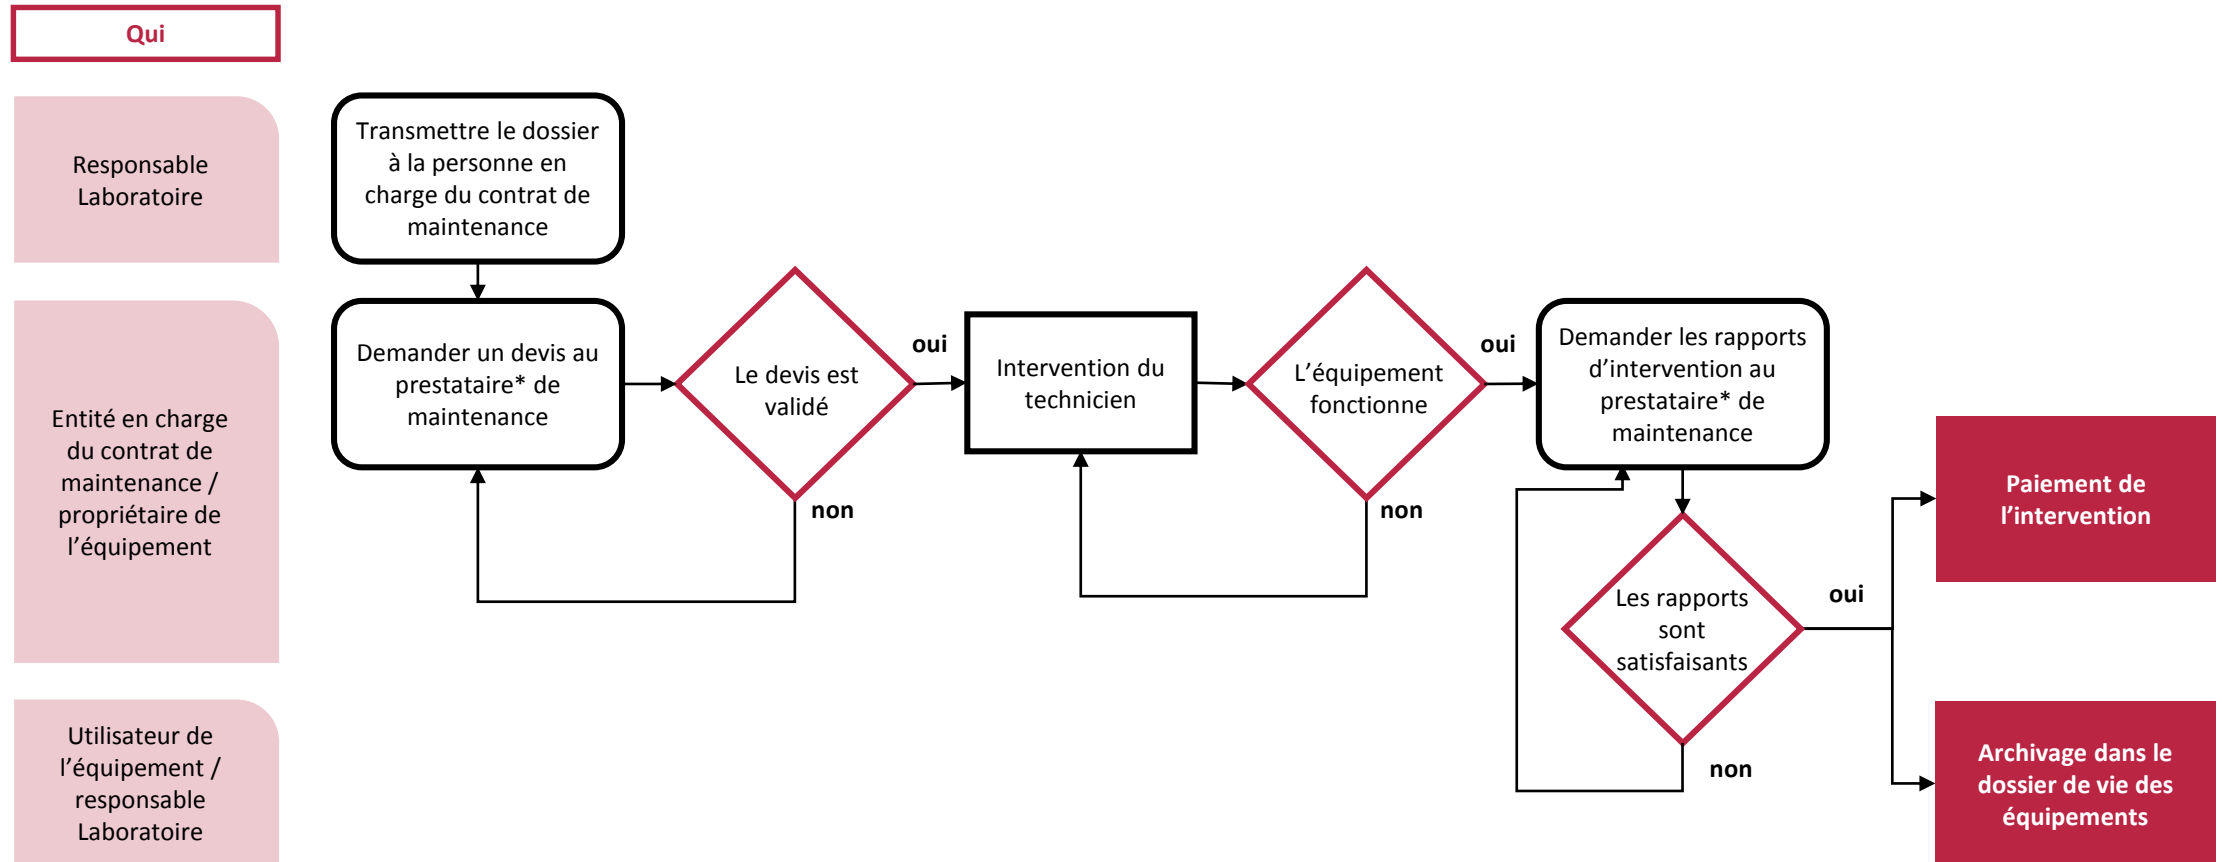 Qui
Responsable
Laboratoire
Transmettre le dossier
à la personne en
charge du contrat de
maintenance
Entité en charge
du contrat de
maintenance /
propriétaire de
l’équipement
Demander un devis au
prestataire* de
maintenance
Le devis est
validé
oui
non
Intervention du
technicien
L’équipement
fonctionne
oui
non
Demander les rapports
d’intervention au
prestataire* de
maintenance
Les rapports
sont
satisfaisants
oui
non
Paiement de
l’intervention
Utilisateur de
l’équipement /
responsable
Laboratoire
Archivage dans le
dossier de vie des
équipements